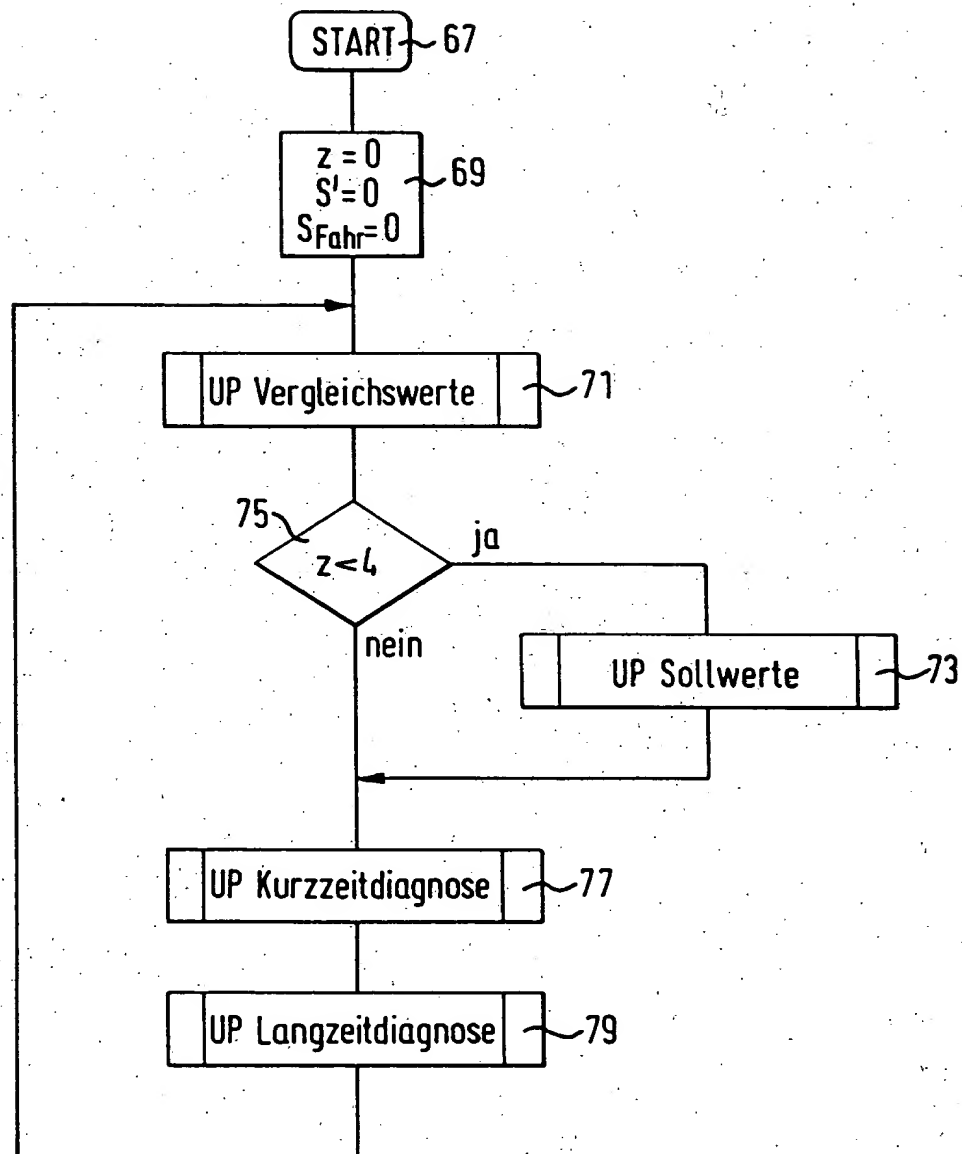 START 67
z = 0
S' = 0
S_Fahr = 0
69
UP Vergleichswerte 71
75
z < 4
ja
nein
UP Sollwerte 73
UP Kurzzeitdiagnose 77
UP Langzeitdiagnose 79